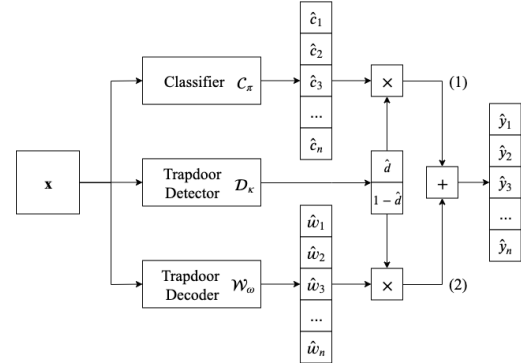 x
Classifier 𝒞π
Trapdoor
Detector 𝒟κ
Trapdoor
Decoder 𝒲ω
ĉ1
ĉ2
ĉ3
...
ĉn
×
(1)
d̂
1 − d̂
+
ŵ1
ŵ2
ŵ3
...
ŵn
×
(2)
ŷ1
ŷ2
ŷ3
...
ŷn